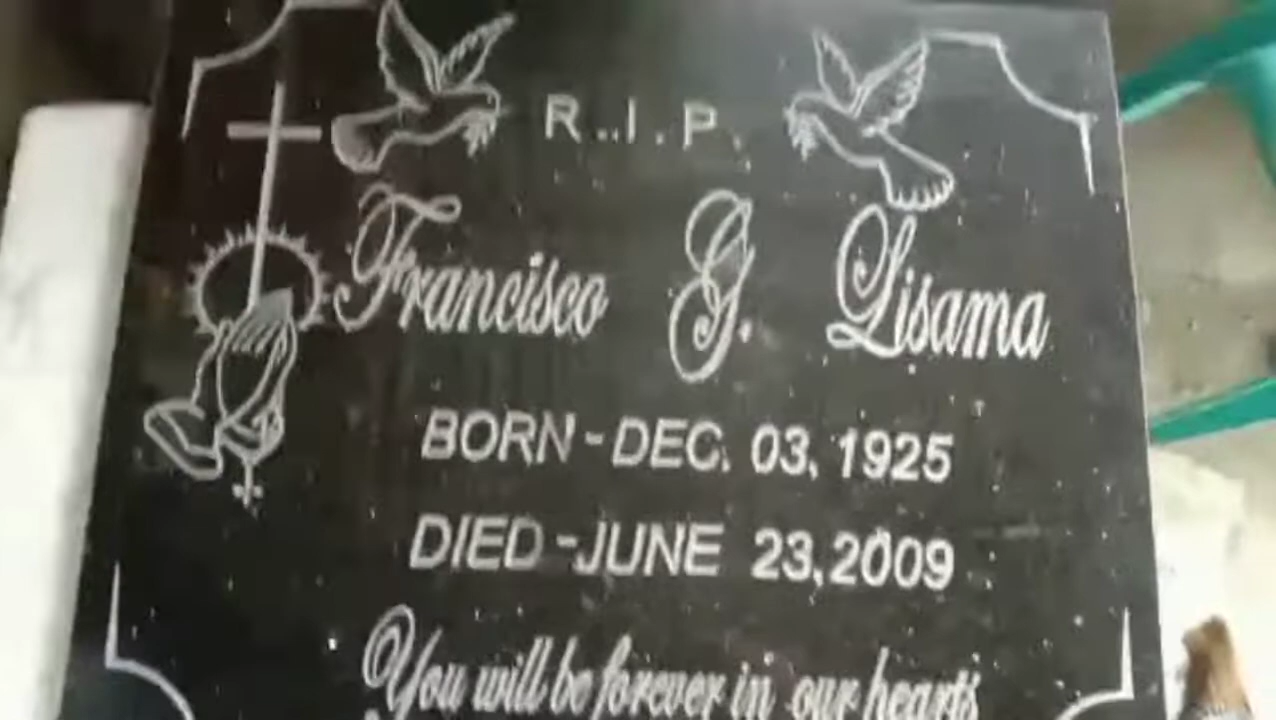 R..I.P.
Francisco G. Lisama
BORN - DEC. 03, 1925
DIED - JUNE 23, 2009
You will be forever in our hearts